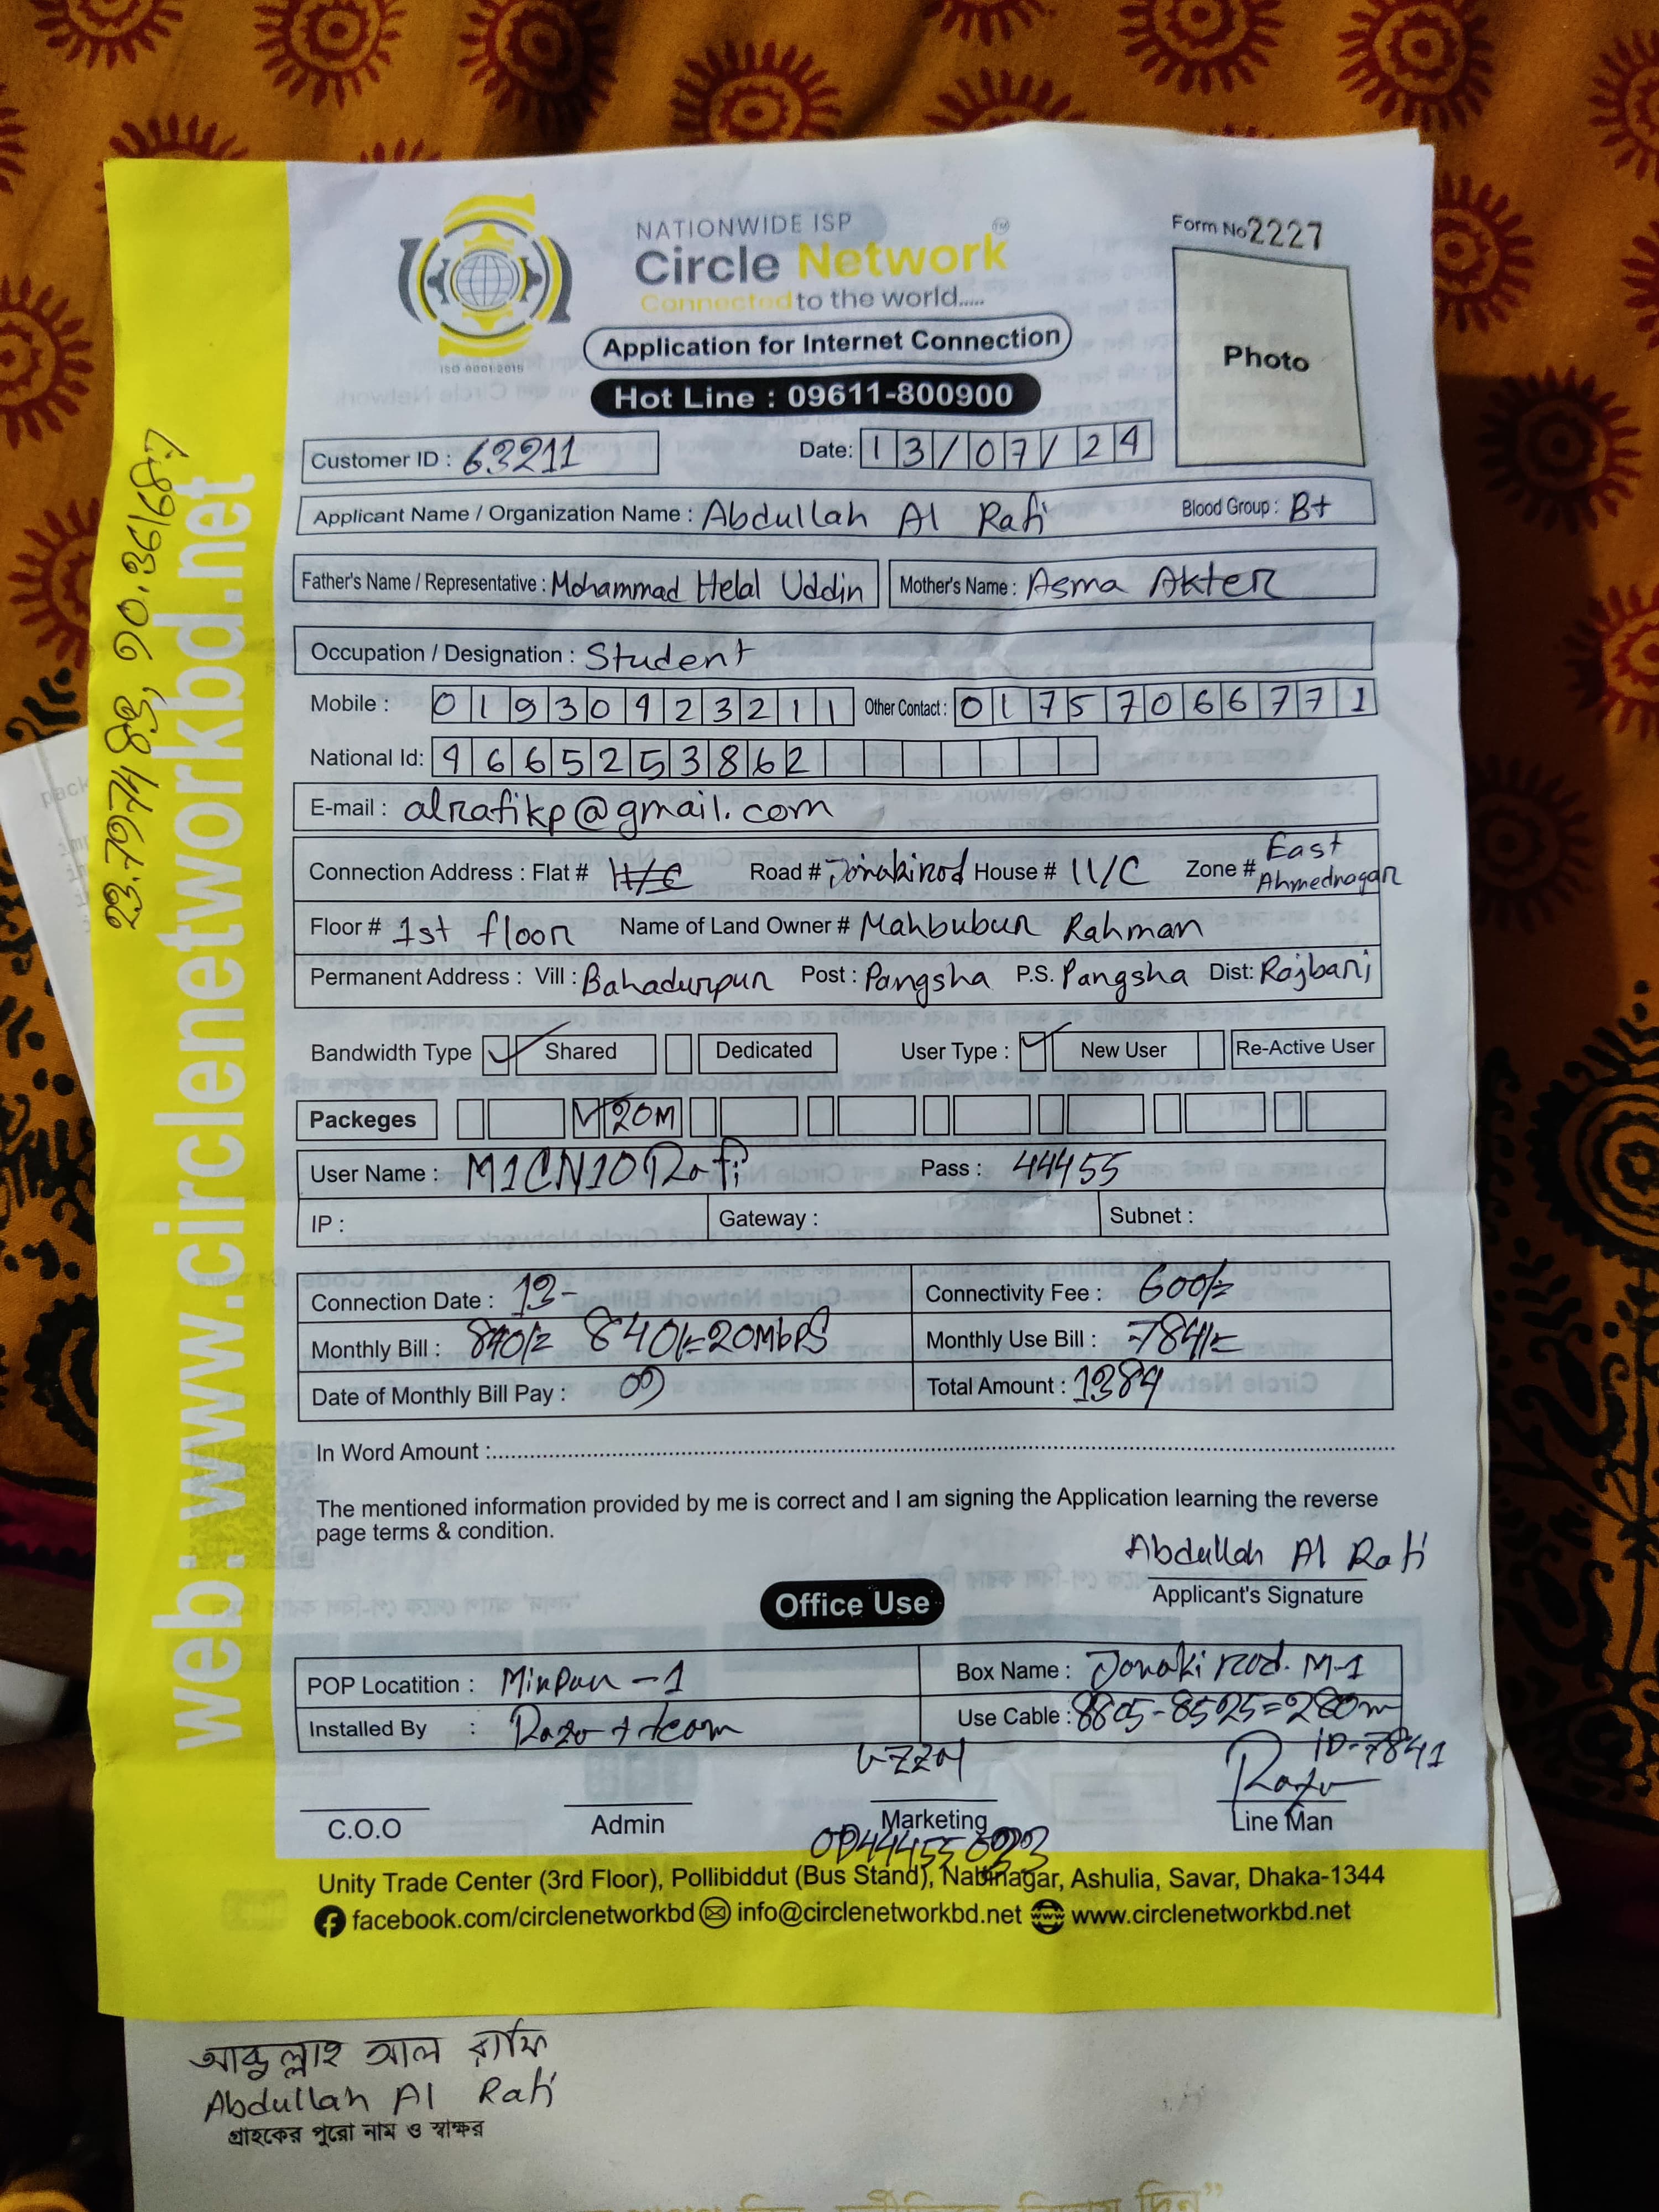 NATIONWIDE ISP
Circle Network TM
Connected to the world.....
Form No 2227
Photo
ISO 9001:2015
Application for Internet Connection
Hot Line : 09611-800900
Customer ID : 63211 Date: 13/07/24
Applicant Name / Organization Name : Abdullah Al Rafi Blood Group : B+
Father's Name / Representative : Mohammad Helal Uddin Mother's Name : Asma Akter
Occupation / Designation : Student
Mobile : 01930923211 Other Contact : 01757066771
National Id: 4665253862
E-mail : alrafikp@gmail.com
Connection Address : Flat # Road # Jonakirod House # 11/C Zone # East Ahmednagar
Floor # 1st floor Name of Land Owner # Mahbubur Rahman
Permanent Address : Vill : Bahadurpur Post : Pangsha P.S. Pangsha Dist: Rajbari
Bandwidth Type Shared Dedicated User Type : New User Re-Active User
Packeges 20M
User Name : M1CN10Rafi Pass : 44455
IP : Gateway : Subnet :
Connection Date : 13- Connectivity Fee : 600/=
Monthly Bill : 840/= 840/=20MbPS Monthly Use Bill : 784/=
Date of Monthly Bill Pay : Total Amount : 1384
In Word Amount :
The mentioned information provided by me is correct and I am signing the Application learning the reverse
page terms & condition.
Abdullah Al Rafi
Applicant's Signature
Office Use
POP Locatition : Mirpur -1 Box Name : Jonaki rod. M-1
Installed By : Razo + team Use Cable : 8805-8525=280m
ID-7841
C.O.O Admin Marketing Line Man
Unity Trade Center (3rd Floor), Pollibiddut (Bus Stand), Nabinagar, Ashulia, Savar, Dhaka-1344
facebook.com/circlenetworkbd info@circlenetworkbd.net www.circlenetworkbd.net
web: www.circlenetworkbd.net
আব্দুল্লাহ আল রাফি
Abdullah Al Rafi
গ্রাহকের পুরো নাম ও স্বাক্ষর